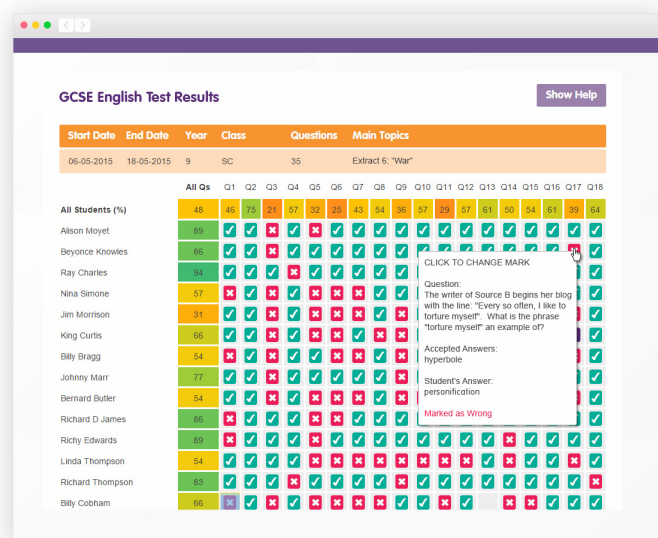 GCSE English Test Results
Show Help
Start Date End Date Year Class Questions Main Topics
06-05-2015 18-05-2015 9 SC 35 Extract 6: "War"
All Qs Q1 Q2 Q3 Q4 Q5 Q6 Q7 Q8 Q9 Q10 Q11 Q12 Q13 Q14 Q15 Q16 Q17 Q18
All Students (%) 48 46 75 21 57 32 25 43 54 36 57 29 57 61 50 54 61 39 64
Alison Moyet 89
Beyonce Knowles 86
Ray Charles 94
Nina Simone 57
Jim Morrison 31
King Curtis 66
Billy Bragg 54
Johnny Marr 77
Bernard Butler 54
Richard D James 86
Richy Edwards 89
Linda Thompson 54
Richard Thompson 83
Billy Cobham 66
CLICK TO CHANGE MARK
Question:
The writer of Source B begins her blog
with the line: "Every so often, I like to
torture myself". What is the phrase
"torture myself" an example of?
Accepted Answers:
hyperbole
Student's Answer:
personification
Marked as Wrong